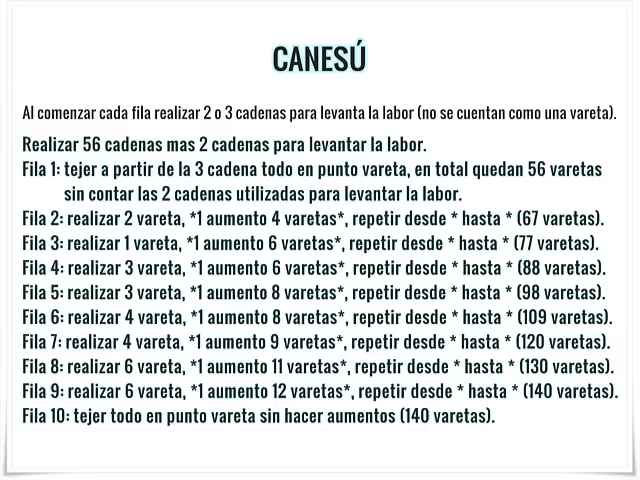 CANESÚ
Al comenzar cada fila realizar 2 o 3 cadenas para levanta la labor (no se cuentan como una vareta).
Realizar 56 cadenas mas 2 cadenas para levantar la labor.
Fila 1: tejer a partir de la 3 cadena todo en punto vareta, en total quedan 56 varetas
sin contar las 2 cadenas utilizadas para levantar la labor.
Fila 2: realizar 2 vareta, *1 aumento 4 varetas*, repetir desde * hasta * (67 varetas).
Fila 3: realizar 1 vareta, *1 aumento 6 varetas*, repetir desde * hasta * (77 varetas).
Fila 4: realizar 3 vareta, *1 aumento 6 varetas*, repetir desde * hasta * (88 varetas).
Fila 5: realizar 3 vareta, *1 aumento 8 varetas*, repetir desde * hasta * (98 varetas).
Fila 6: realizar 4 vareta, *1 aumento 8 varetas*, repetir desde * hasta * (109 varetas).
Fila 7: realizar 4 vareta, *1 aumento 9 varetas*, repetir desde * hasta * (120 varetas).
Fila 8: realizar 6 vareta, *1 aumento 11 varetas*, repetir desde * hasta * (130 varetas).
Fila 9: realizar 6 vareta, *1 aumento 12 varetas*, repetir desde * hasta * (140 varetas).
Fila 10: tejer todo en punto vareta sin hacer aumentos (140 varetas).